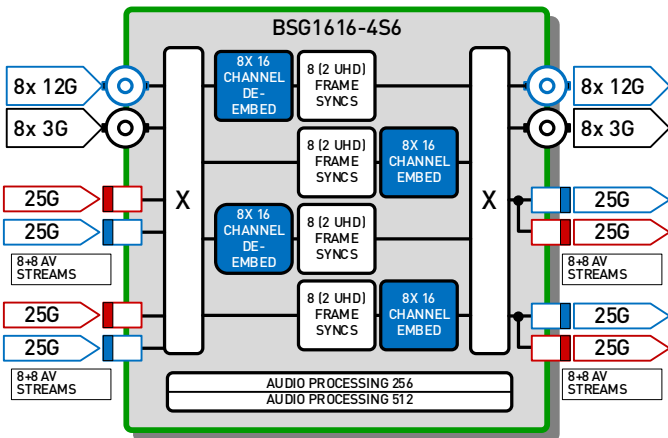 BSG1616-4S6
8x 12G
8x 3G
25G
25G
8+8 AV
STREAMS
25G
25G
8+8 AV
STREAMS
X
8X 16
CHANNEL
DE-
EMBED
8 (2 UHD)
FRAME
SYNCS
8 (2 UHD)
FRAME
SYNCS
8X 16
CHANNEL
EMBED
8X 16
CHANNEL
DE-
EMBED
8 (2 UHD)
FRAME
SYNCS
8 (2 UHD)
FRAME
SYNCS
8X 16
CHANNEL
EMBED
X
8x 12G
8x 3G
25G
25G
8+8 AV
STREAMS
25G
25G
8+8 AV
STREAMS
AUDIO PROCESSING 256
AUDIO PROCESSING 512